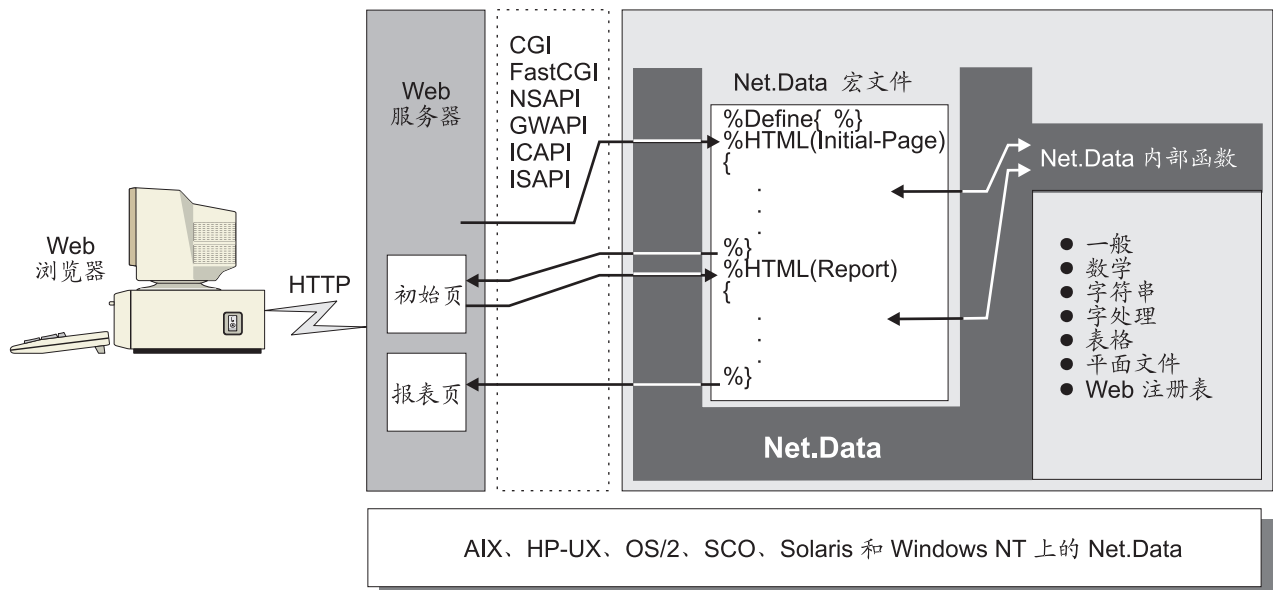 Web
浏览器
HTTP
Web
服务器
初始页
报表页
CGI
FastCGI
NSAPI
GWAPI
ICAPI
ISAPI
Net.Data 宏文件
%Define{ %}
%HTML(Initial-Page)
{
.
.
.
%}
%HTML(Report)
{
.
.
.
%}
Net.Data
Net.Data 内部函数
● 一般
● 数学
● 字符串
● 字处理
● 表格
● 平面文件
● Web 注册表
AIX、HP-UX、OS/2、SCO、Solaris 和 Windows NT 上的 Net.Data